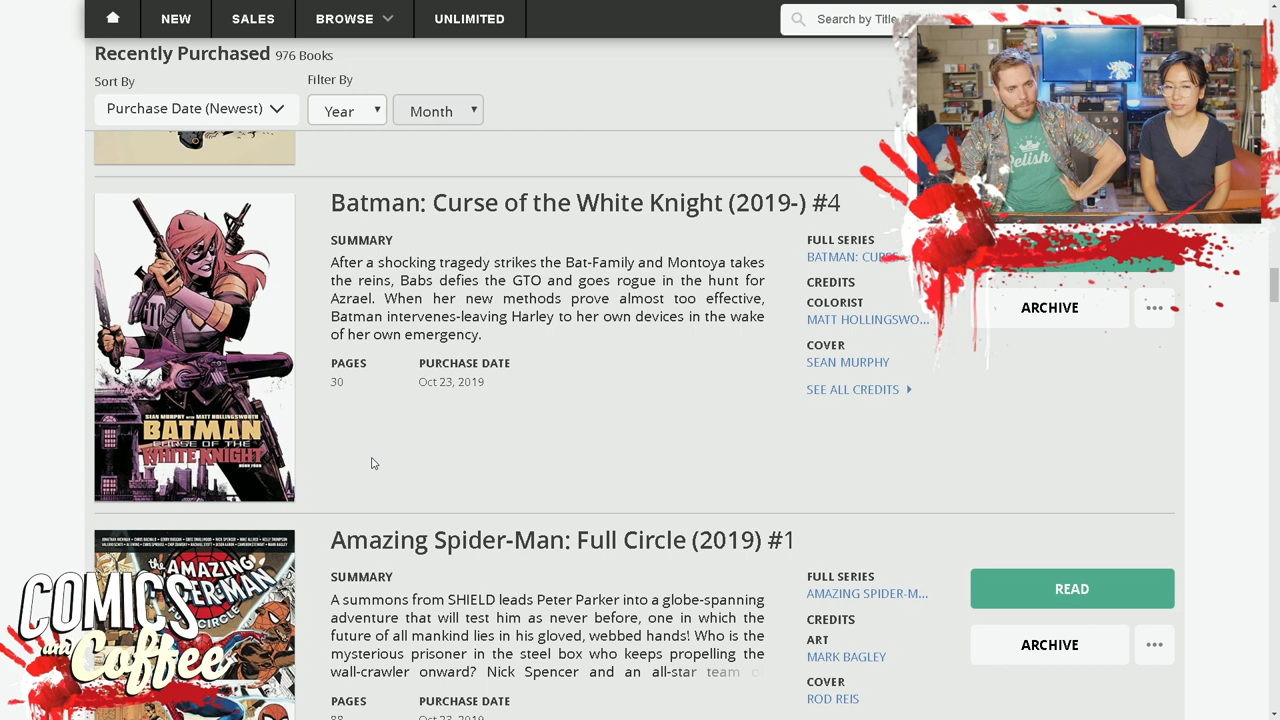 NEW
SALES
BROWSE
UNLIMITED
Search by Title,
Recently Purchased 976 Books
Sort By
Filter By
Purchase Date (Newest)
Year
Month
Relish
Batman: Curse of the White Knight (2019-) #4
SUMMARY
After a shocking tragedy strikes the Bat-Family and Montoya takes
the reins, Babs defies the GTO and goes rogue in the hunt for
Azrael. When her new methods prove almost too effective,
Batman intervenes-leaving Harley to her own devices in the wake
of her own emergency.
PAGES
PURCHASE DATE
30
Oct 23, 2019
FULL SERIES
BATMAN: CURSE
CREDITS
COLORIST
MATT HOLLINGSWO...
COVER
SEAN MURPHY
SEE ALL CREDITS
ARCHIVE
SEAN MURPHY WITH MATT HOLLINGSWORTH
BATMAN
CURSE OF THE
WHITE KNIGHT
BOOK FOUR
Amazing Spider-Man: Full Circle (2019) #1
SUMMARY
A summons from SHIELD leads Peter Parker into a globe-spanning
adventure that will test him as never before, one in which the
future of all mankind lies in his gloved, webbed hands! Who is the
mysterious prisoner in the steel box who keeps propelling the
wall-crawler onward? Nick Spencer and an all-star team
PAGES
PURCHASE DATE
88
Oct 23, 2019
FULL SERIES
AMAZING SPIDER-M...
CREDITS
ART
MARK BAGLEY
COVER
ROD REIS
READ
ARCHIVE
the AMAZING
COMICS
and
Coffee